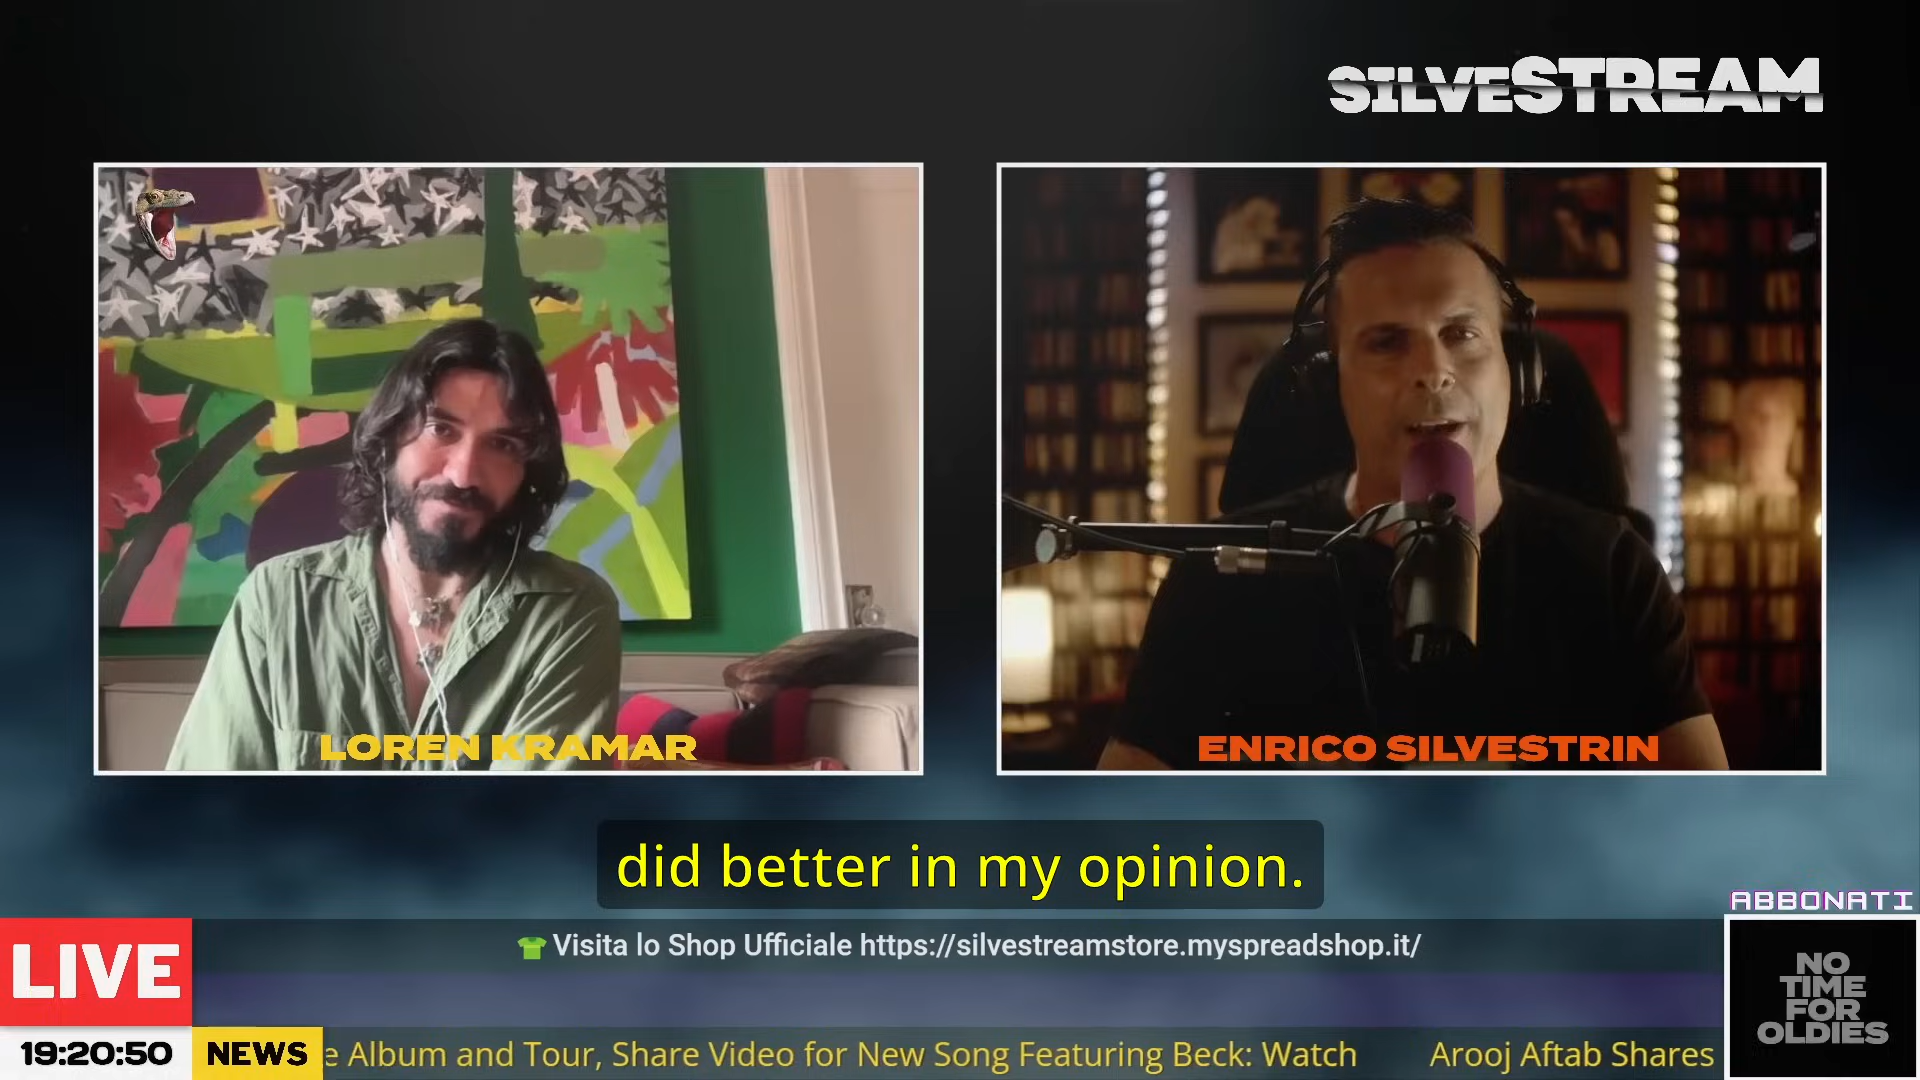 SILVESTREAM
LOREN KRAMAR
ENRICO SILVESTRIN
did better in my opinion.
ABBONATI
Visita lo Shop Ufficiale https://silvestreamstore.myspreadshop.it/
LIVE
NO
TIME
FOR
OLDIES
19:20:50
NEWS
e Album and Tour, Share Video for New Song Featuring Beck: Watch
Arooj Aftab Shares